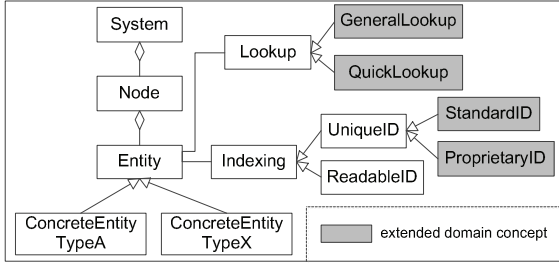 System
Node
Entity
ConcreteEntity
TypeA
ConcreteEntity
TypeX
Lookup
GeneralLookup
QuickLookup
Indexing
UniqueID
ReadableID
StandardID
ProprietaryID
extended domain concept